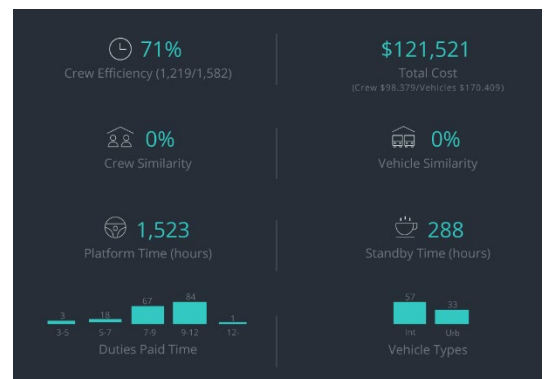 71%
Crew Efficiency (1,219/1,582)
$121,521
Total Cost
(Crew $98.379/Vehicles $170.409)
0%
Crew Similarity
0%
Vehicle Similarity
1,523
Platform Time (hours)
288
Standby Time (hours)
3 18 67 84 1
3-5 5-7 7-9 9-12 12-
Duties Paid Time
57 33
Int Urb
Vehicle Types